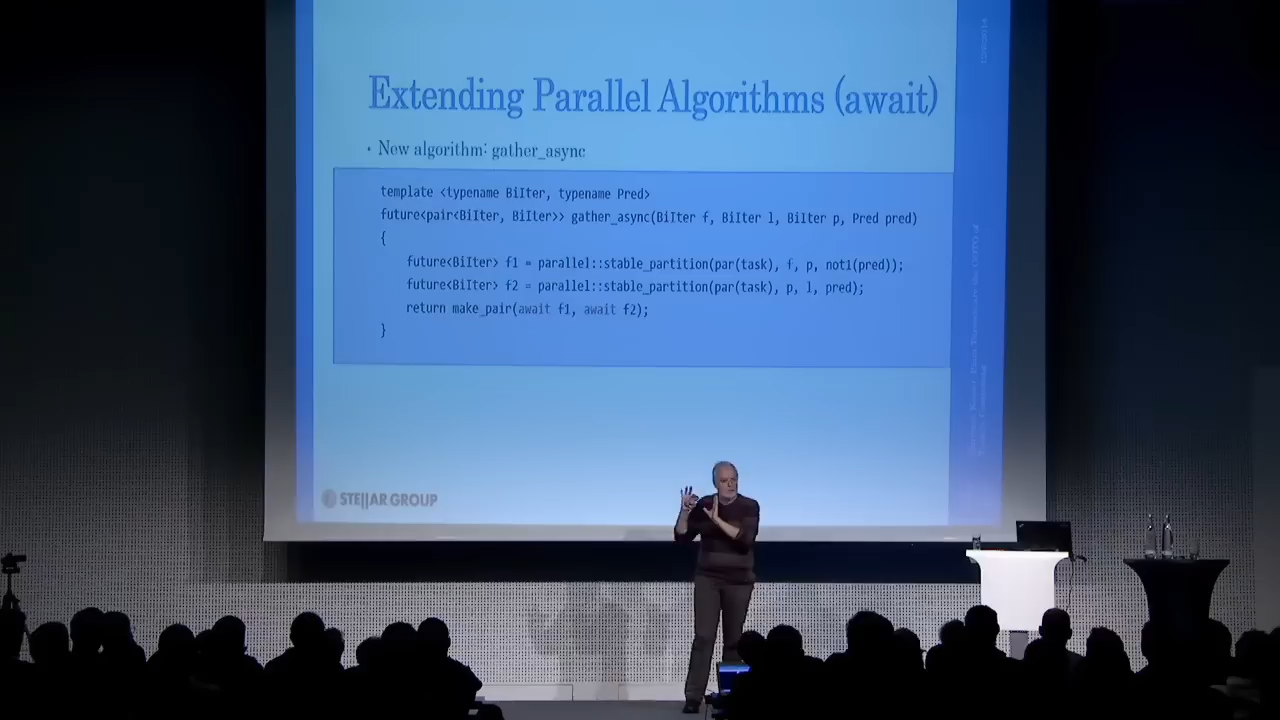 Extending Parallel Algorithms (await)
• New algorithm: gather_async
template <typename BiIter, typename Pred>
future<pair<BiIter, BiIter>> gather_async(BiIter f, BiIter l, BiIter p, Pred pred)
{
future<BiIter> f1 = parallel::stable_partition(par(task), f, p, not1(pred));
future<BiIter> f2 = parallel::stable_partition(par(task), p, l, pred);
return make_pair(await f1, await f2);
}
STE||AR GROUP